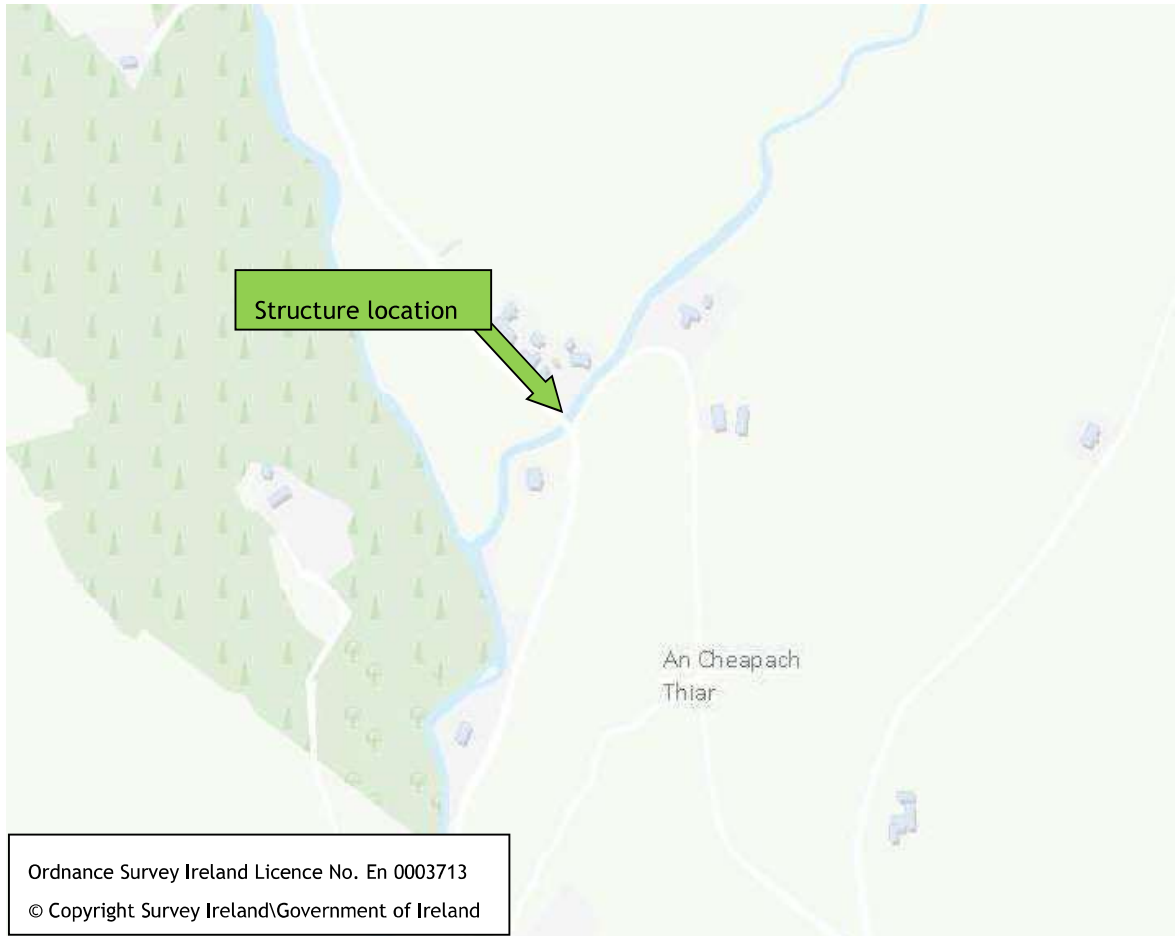 Structure location
An Cheapach
Thiar
Ordnance Survey Ireland Licence No. En 0003713
© Copyright Survey Ireland\Government of Ireland